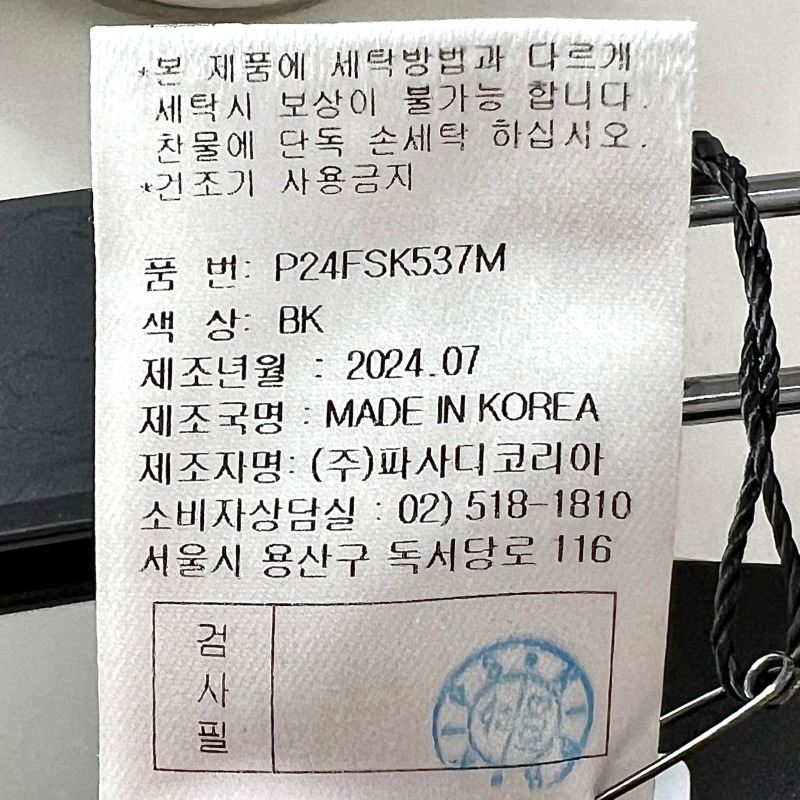 *본 제품에 세탁방법과 다르게
세탁시 보상이 불가능 합니다.
찬물에 단독 손세탁 하십시오.
*건조기 사용금지
품 번: P24FSK537M
색 상: BK
제조년월 : 2024.07
제조국명 : MADE IN KOREA
제조자명: (주)파사디코리아
소비자상담실 : 02) 518-1810
서울시 용산구 독서당로 116
검
사
필